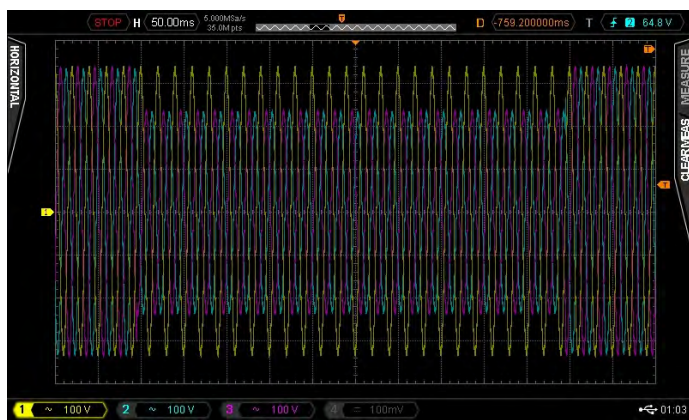 STOP H 50.00ms 5.000MSa/s 35.0M pts T D -759.200000ms T 2 64.8 V
HORIZONTAL
MEASURE
CLEAR MEAS
T
1
T
1 ~ 100 V 2 ~ 100 V 3 ~ 100 V 4 = 100mV 01:03